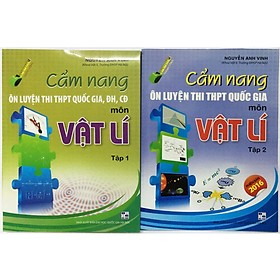 Cẩm nang
ÔN LUYỆN THI THPT QUỐC GIA, ĐH, CĐ
môn
VẬT LÍ
Tập 1
NGUYỄN ANH VINH
Cẩm nang
ÔN LUYỆN THI THPT QUỐC GIA
môn
VẬT LÍ
Tập 2
2016